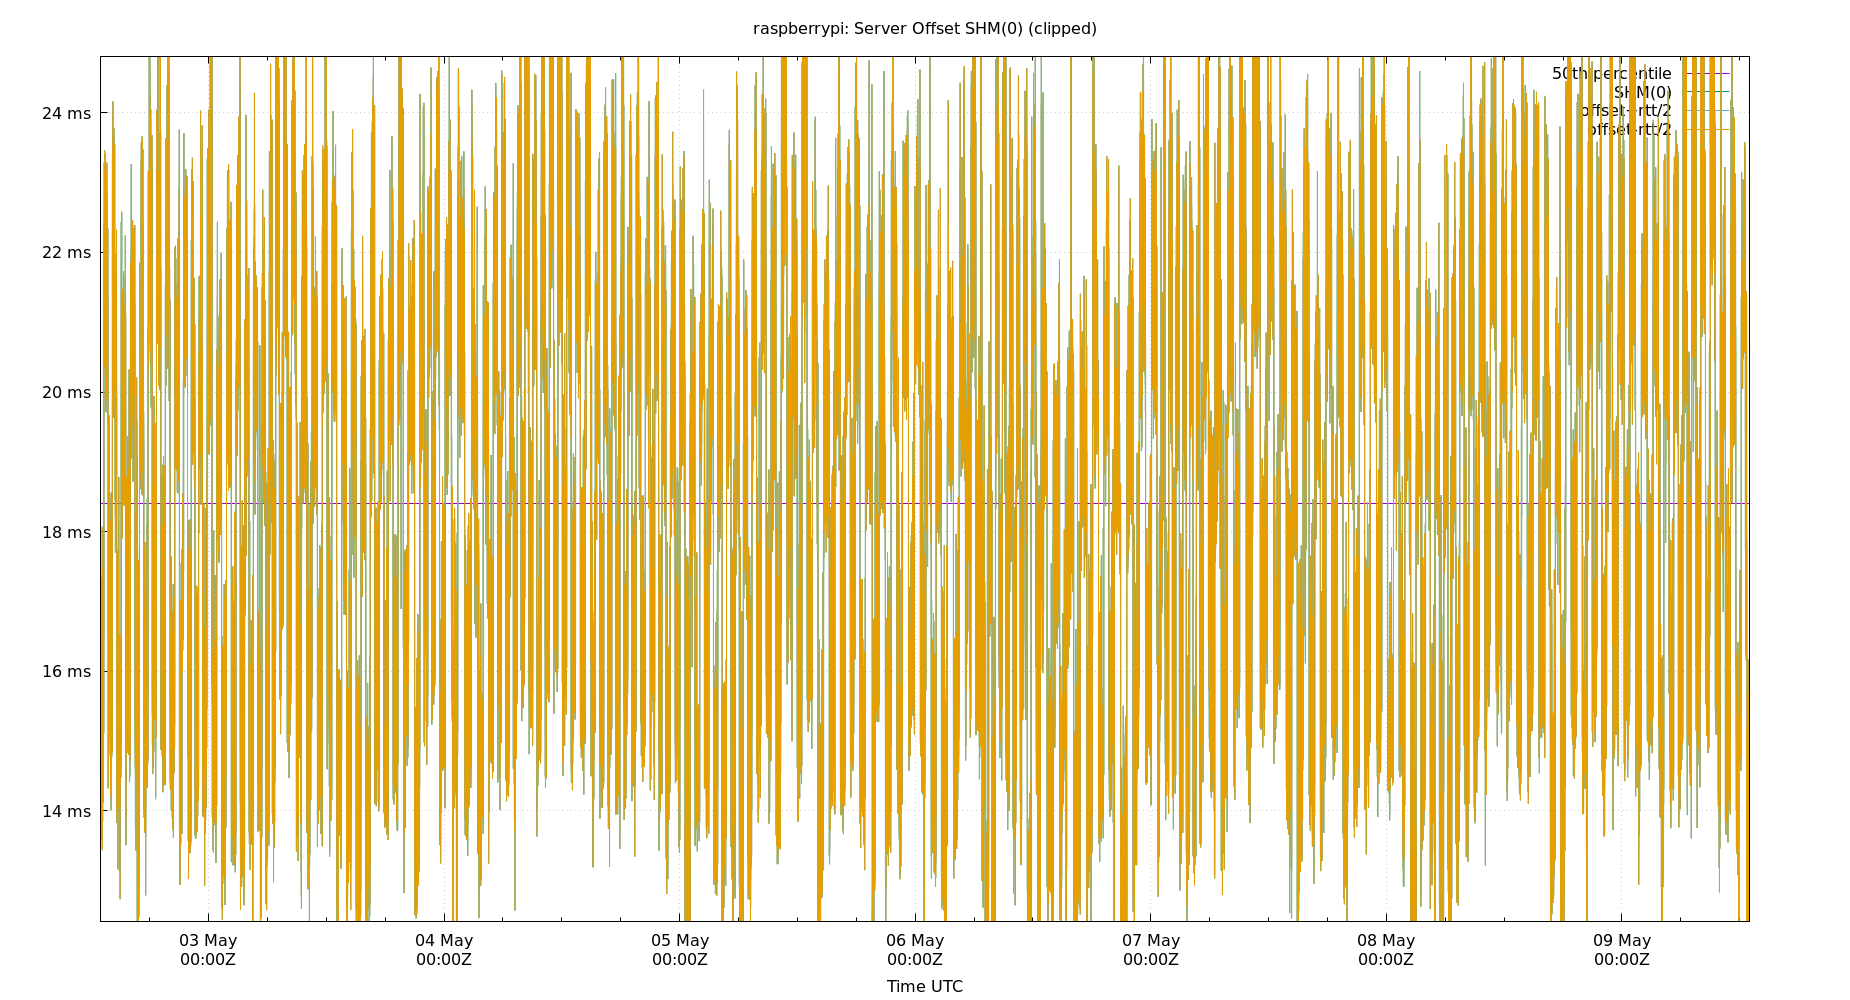 raspberrypi: Server Offset SHM(0) (clipped)
50th percentile
SHM(0)
offset+rtt/2
offset-rtt/2
24 ms
22 ms
20 ms
18 ms
16 ms
14 ms
03 May
00:00Z
04 May
00:00Z
05 May
00:00Z
06 May
00:00Z
07 May
00:00Z
08 May
00:00Z
09 May
00:00Z
Time UTC